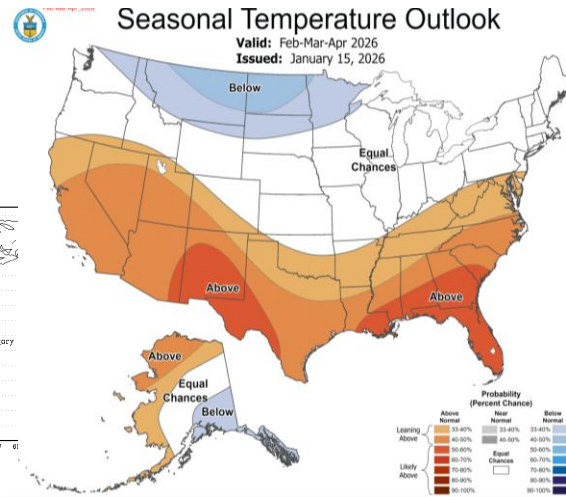 Seasonal Temperature Outlook
Valid: Feb-Mar-Apr 2026
Issued: January 15, 2026
Below
Equal
Chances
Above
Above
Above
Equal
Chances
Below
Probability
(Percent Chance)
Above
Normal
Near
Normal
Below
Normal
Leaning
Above
Likely
Above
33-40%
40-50%
50-60%
60-70%
70-80%
80-90%
90-100%
33-40%
40-50%
Equal
Chances
33-40%
40-50%
50-60%
60-70%
70-80%
80-90%
90-100%